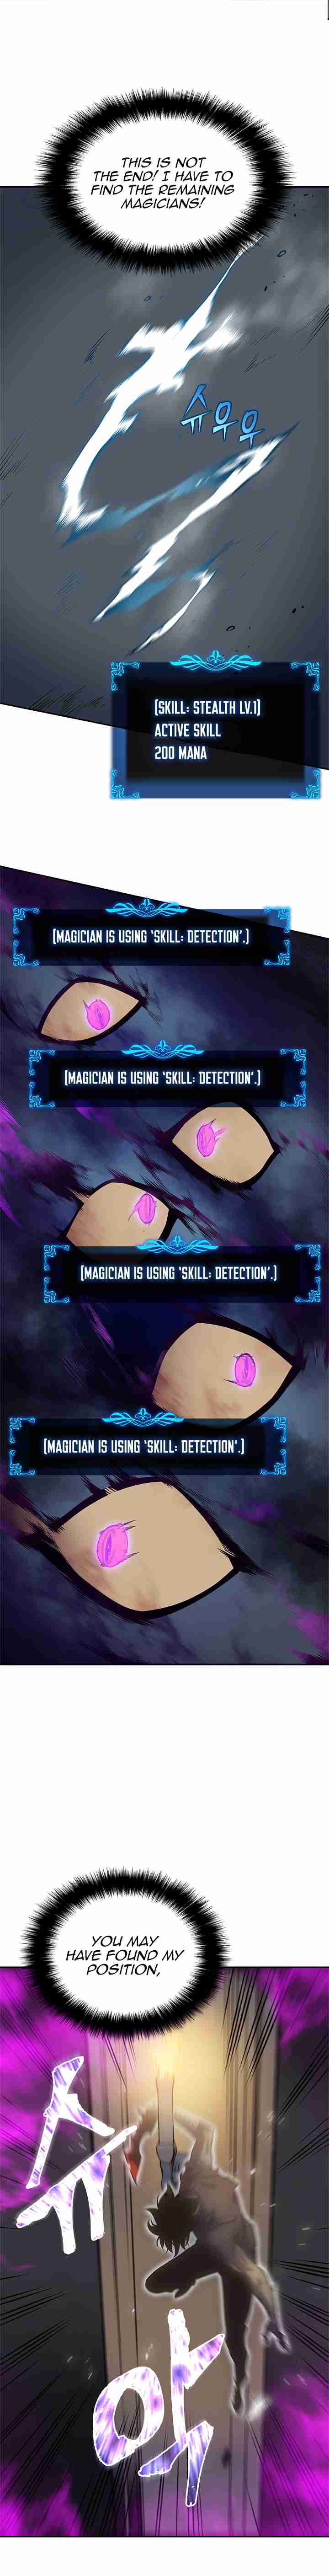 THIS IS NOT
THE END! I HAVE TO
FIND THE REMAINING
MAGICIANS!
슈우우
[SKILL: STEALTH LV.1]
ACTIVE SKILL
200 MANA
[MAGICIAN IS USING 'SKILL: DETECTION'.]
[MAGICIAN IS USING 'SKILL: DETECTION'.]
[MAGICIAN IS USING 'SKILL: DETECTION'.]
[MAGICIAN IS USING 'SKILL: DETECTION'.]
YOU MAY
HAVE FOUND MY
POSITION,
슈
악